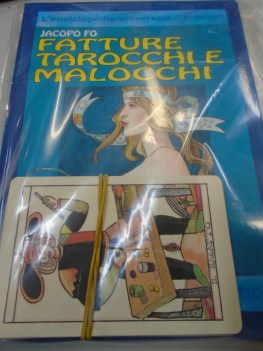 L'enciclopedia universale
JACOPO FO
FATTURE
TAROCCHI E
MALOCCHI